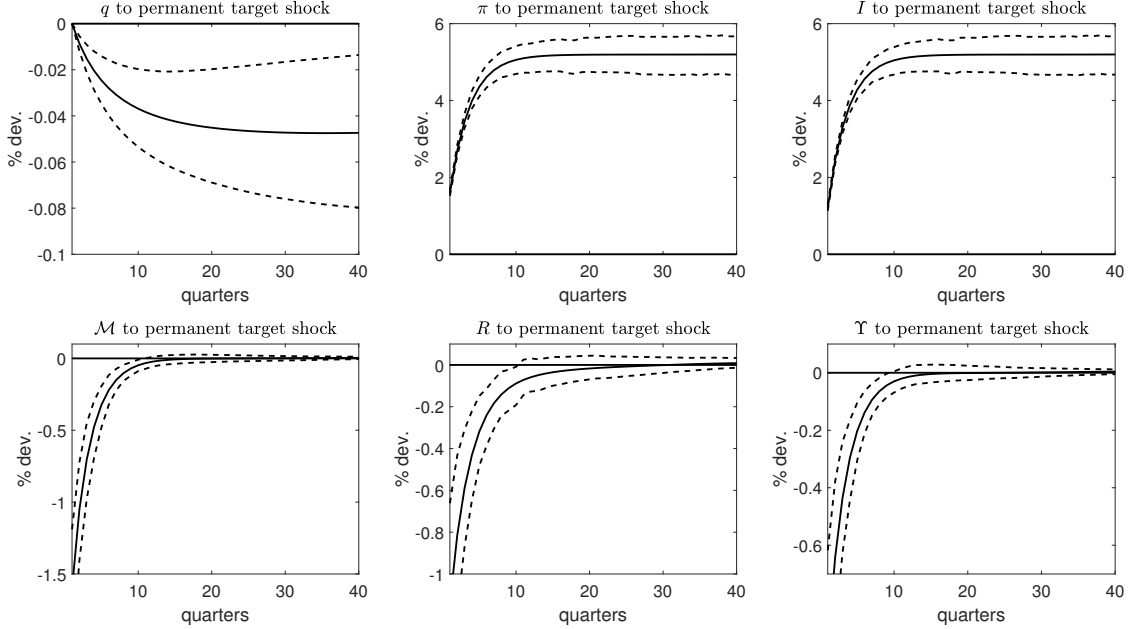 q to permanent target shock
% dev.
0
-0.02
-0.04
-0.06
-0.08
-0.1
10 20 30 40
quarters
π to permanent target shock
% dev.
6
4
2
0
10 20 30 40
quarters
I to permanent target shock
% dev.
6
4
2
0
10 20 30 40
quarters
ℳ to permanent target shock
% dev.
0
-0.5
-1
-1.5
10 20 30 40
quarters
R to permanent target shock
% dev.
0
-0.2
-0.4
-0.6
-0.8
-1
10 20 30 40
quarters
Υ to permanent target shock
% dev.
0
-0.2
-0.4
-0.6
10 20 30 40
quarters